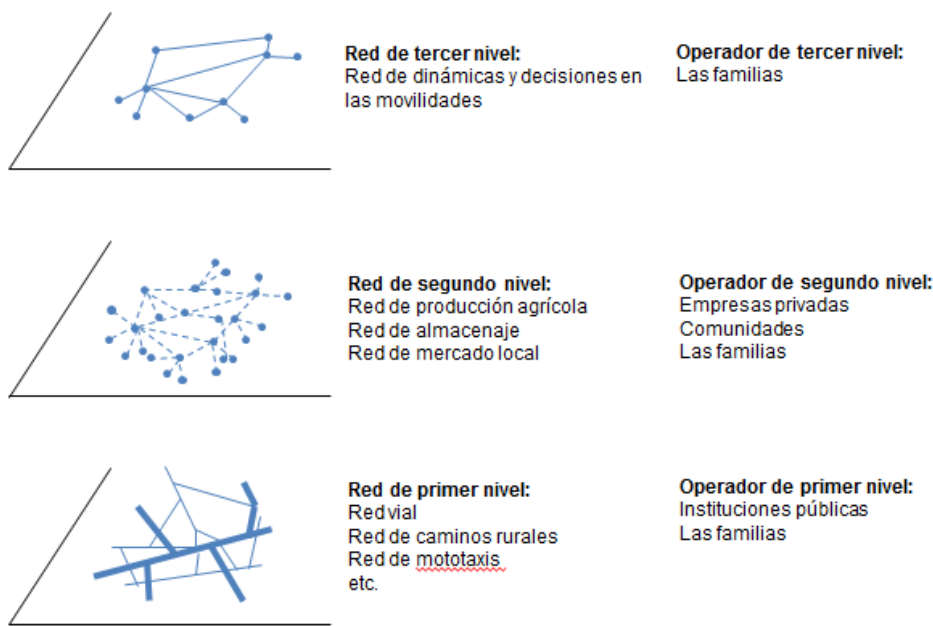 Red de tercer nivel:
Red de dinámicas y decisiones en
las movilidades
Operador de tercer nivel:
Las familias
Red de segundo nivel:
Red de producción agrícola
Red de almacenaje
Red de mercado local
Operador de segundo nivel:
Empresas privadas
Comunidades
Las familias
Red de primer nivel:
Red vial
Red de caminos rurales
Red de mototaxis
etc.
Operador de primer nivel:
Instituciones públicas
Las familias